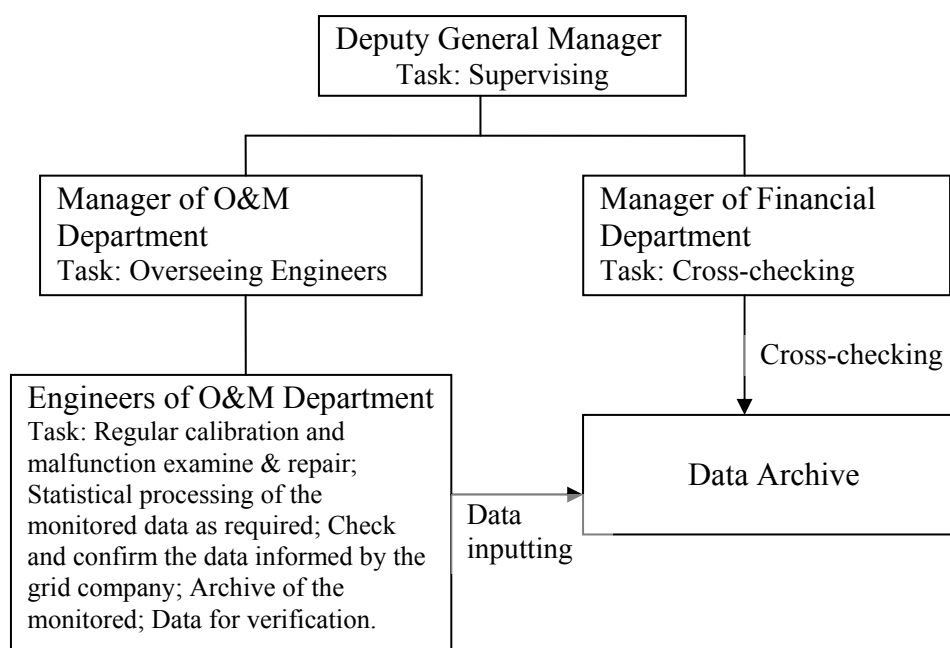 Deputy General Manager
Task: Supervising
Manager of O&M
Department
Task: Overseeing Engineers
Manager of Financial
Department
Task: Cross-checking
Cross-checking
Engineers of O&M Department
Task: Regular calibration and
malfunction examine & repair;
Statistical processing of the
monitored data as required; Check
and confirm the data informed by the
grid company; Archive of the
monitored; Data for verification.
Data
inputting
Data Archive